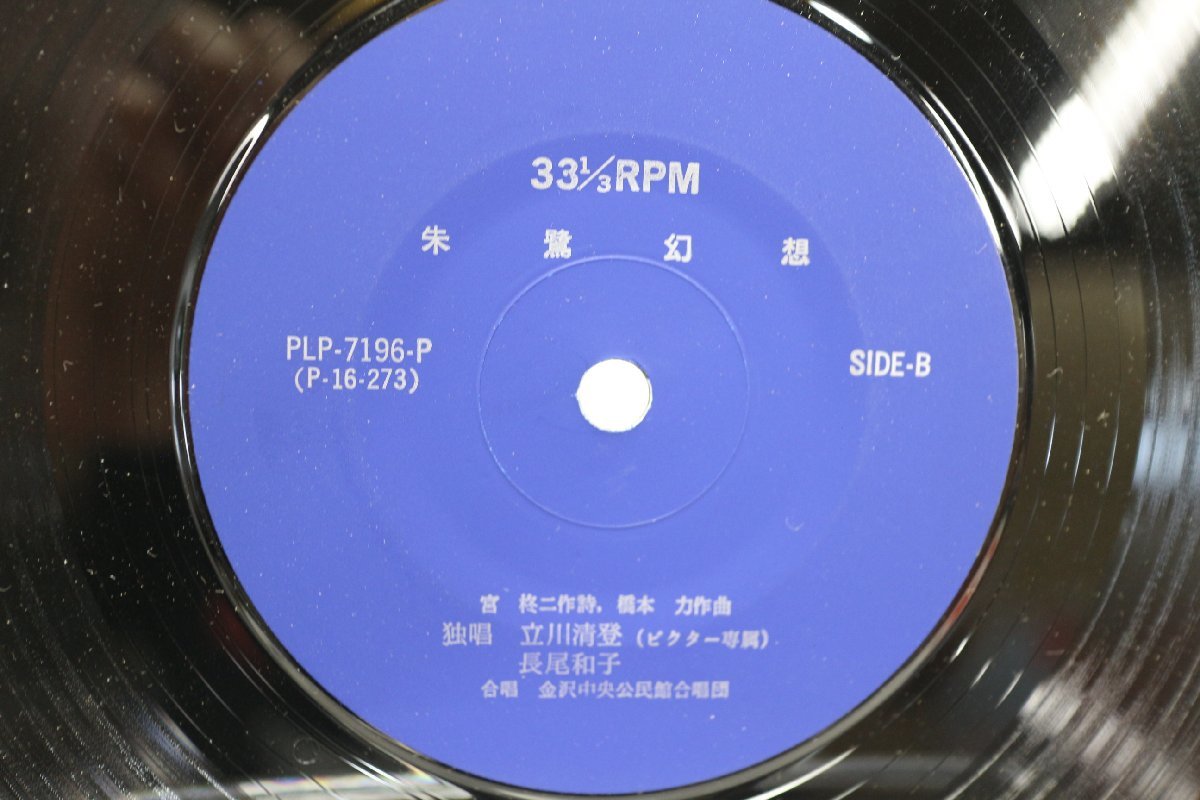 33⅓RPM
朱鷺幻想
PLP-7196-P
(P-16-273)
SIDE-B
宮 柊二作詩, 橋本 力作曲
独唱 立川清登 (ビクター専属)
長尾和子
合唱 金沢中央公民館合唱団